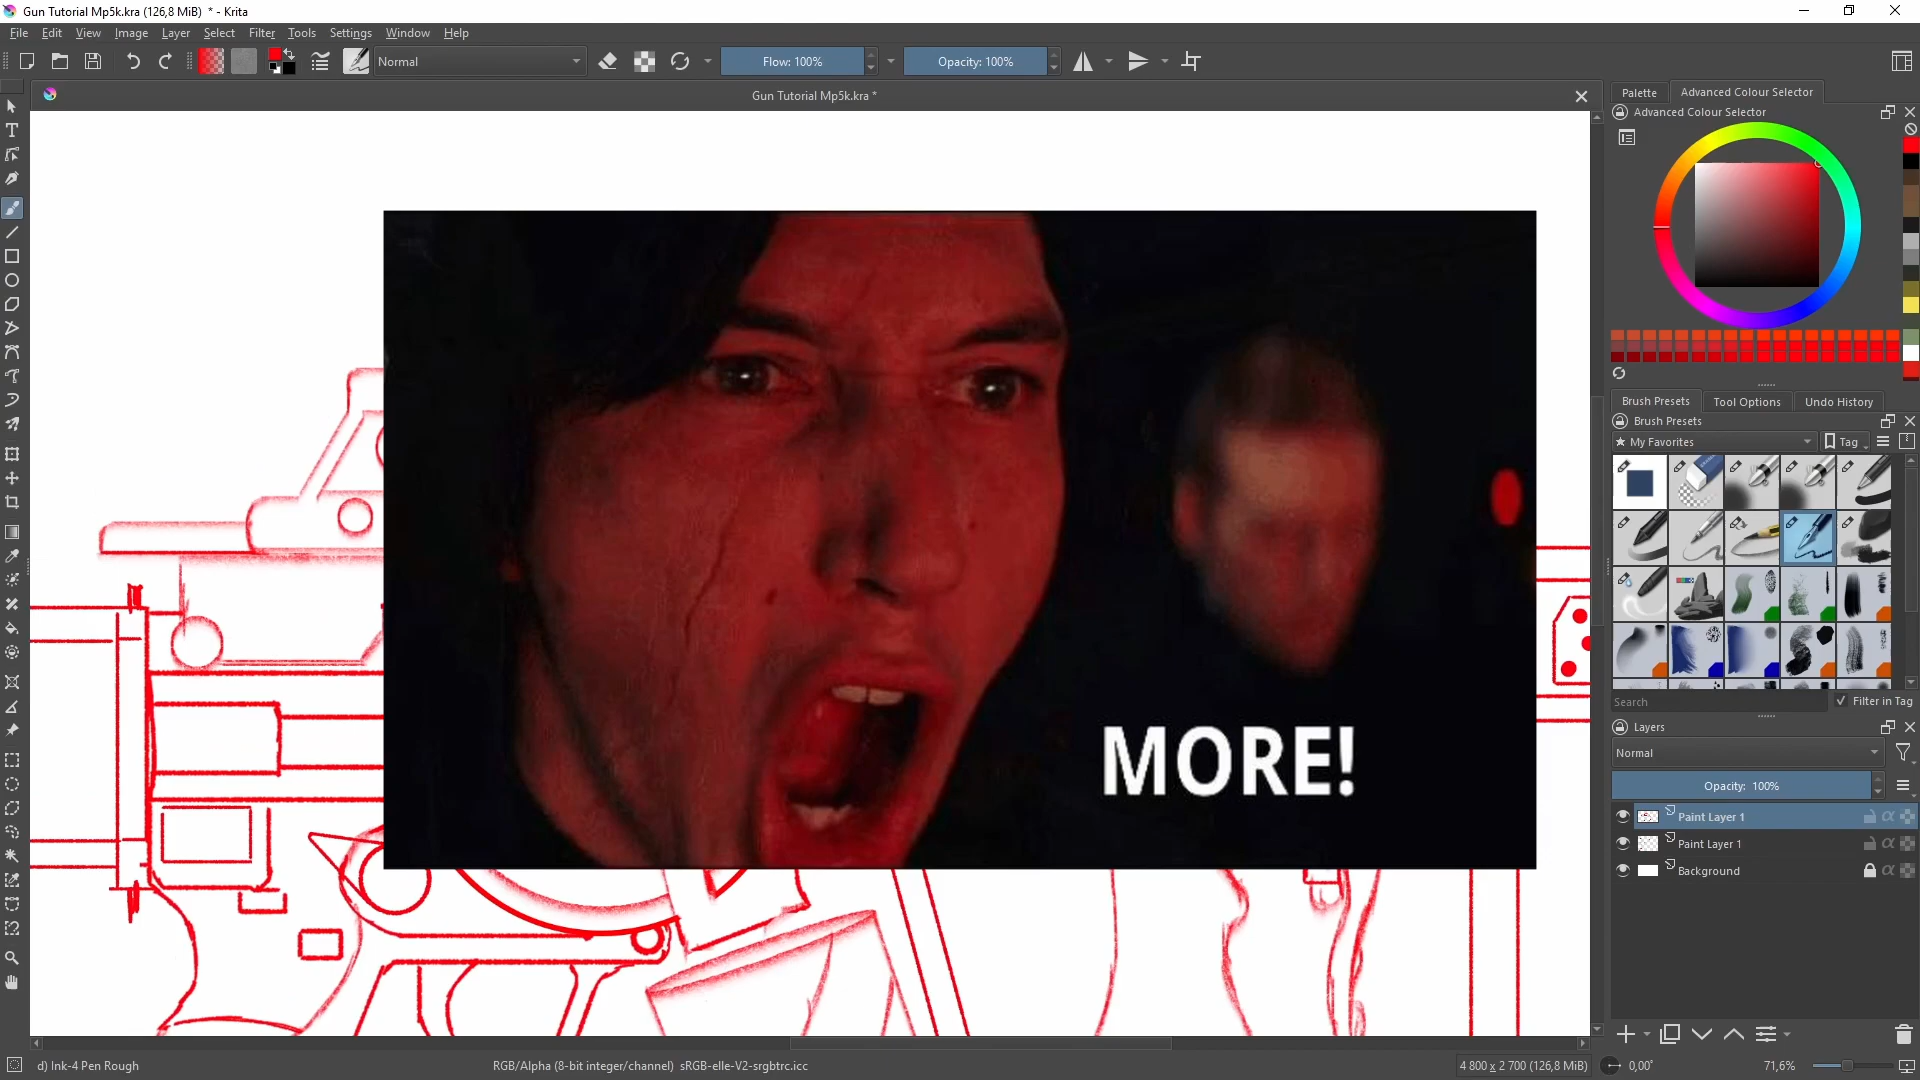 Gun Tutorial Mp5k.kra (126,8 MiB) * - Krita
File Edit View Image Layer Select Filter Tools Settings Window Help
Normal Flow: 100% Opacity: 100%
Gun Tutorial Mp5k.kra *
Palette Advanced Colour Selector
Advanced Colour Selector
Brush Presets Tool Options Undo History
Brush Presets
My Favorites Tag
Search Filter in Tag
Layers
Normal
Opacity: 100%
Paint Layer 1
Paint Layer 1
Background
MORE!
d) Ink-4 Pen Rough RGB/Alpha (8-bit integer/channel) sRGB-elle-V2-srgbtrc.icc 4 800 x 2 700 (126,8 MiB) 0,00° 71,6%